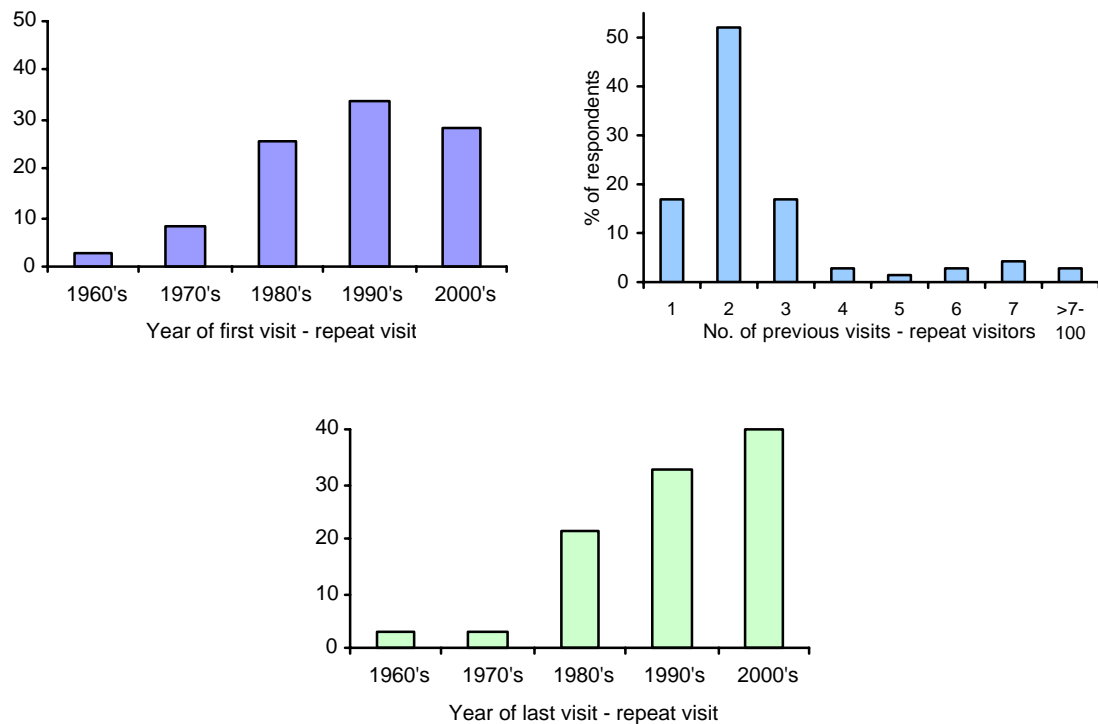 50
40
30
20
10
0
1960's 1970's 1980's 1990's 2000's
Year of first visit - repeat visit
% of respondents
50
40
30
20
10
0
1 2 3 4 5 6 7 >7-
100
No. of previous visits - repeat visitors
40
30
20
10
0
1960's 1970's 1980's 1990's 2000's
Year of last visit - repeat visit